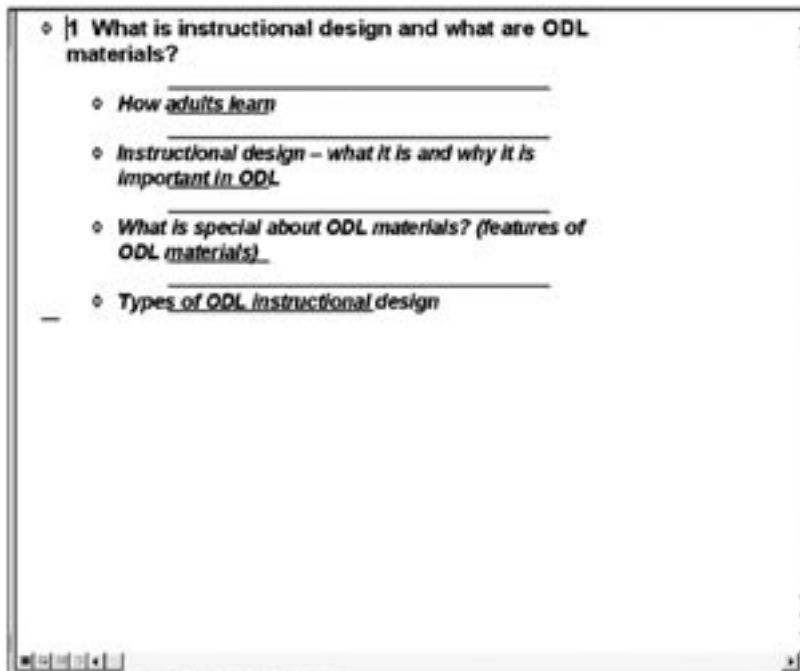 1 What is instructional design and what are ODL
materials?
How adults learn
Instructional design – what it is and why it is
important in ODL
What is special about ODL materials? (features of
ODL materials)
Types of ODL instructional design